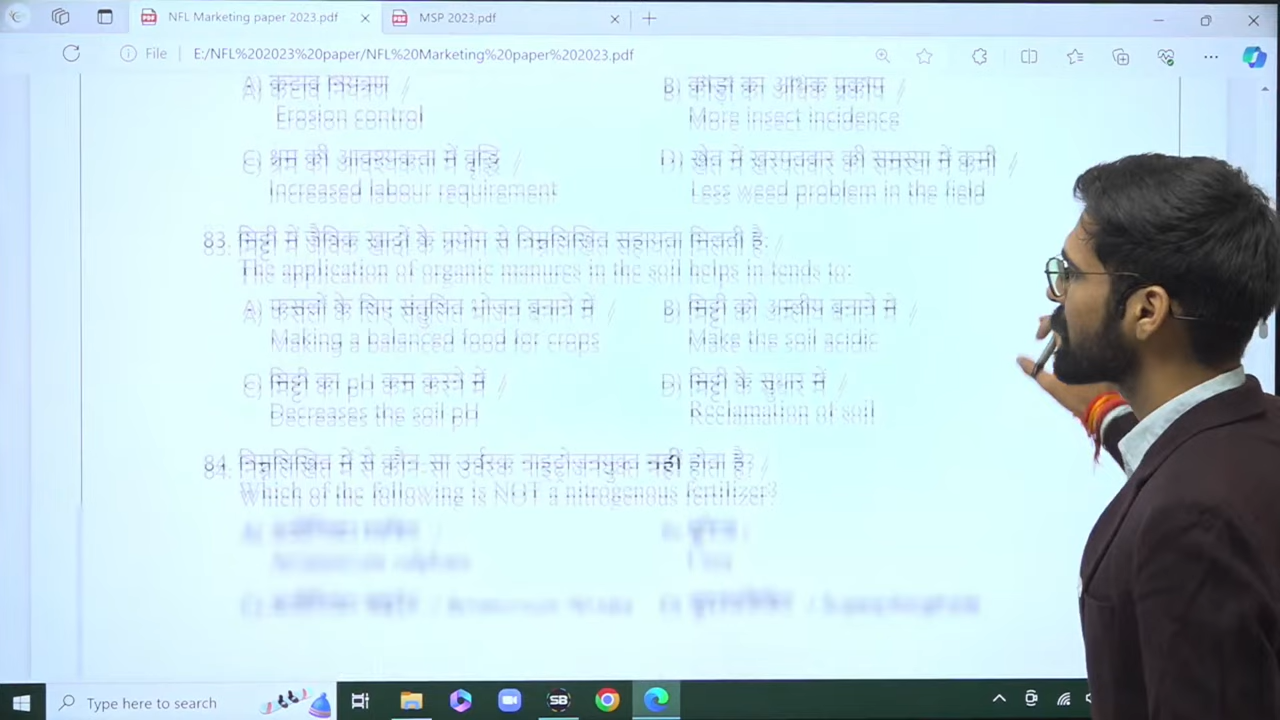 NFL Marketing paper 2023.pdf
MSP 2023.pdf
File E:/NFL%202023%20paper/NFL%20Marketing%20paper%202023.pdf
A) कटाव नियंत्रण / B) कीड़ों का अधिक प्रकोप /
Erosion control More insect incidence
C) श्रम की आवश्यकता में वृद्धि / D) खेत में खरपतवार की समस्या में कमी /
Increased labour requirement Less weed problem in the field
83. मिट्टी में जैविक खादों के प्रयोग से निम्नलिखित सहायता मिलती है: /
The application of organic manures in the soil helps in tends to:
A) फसलों के लिए संतुलित भोजन बनाने में / B) मिट्टी को अम्लीय बनाने में /
Making a balanced food for crops Make the soil acidic
C) मिट्टी का pH कम करने में / D) मिट्टी के सुधार में /
Decreases the soil pH Reclamation of soil
84. निम्नलिखित में से कौन-सा उर्वरक नाइट्रोजनयुक्त नहीं होता है? /
Which of the following is NOT a nitrogenous fertilizer?
Type here to search
SB